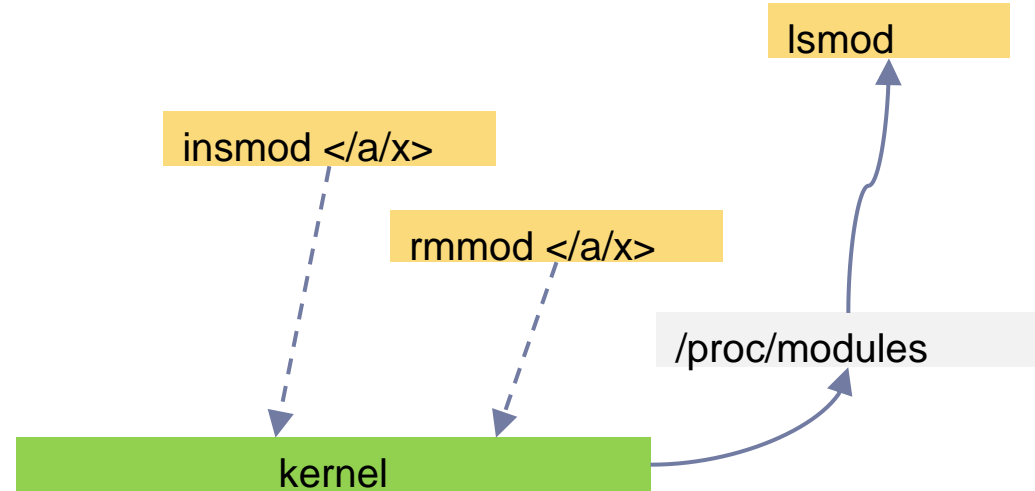 lsmod
insmod </a/x>
rmmod </a/x>
/proc/modules
kernel